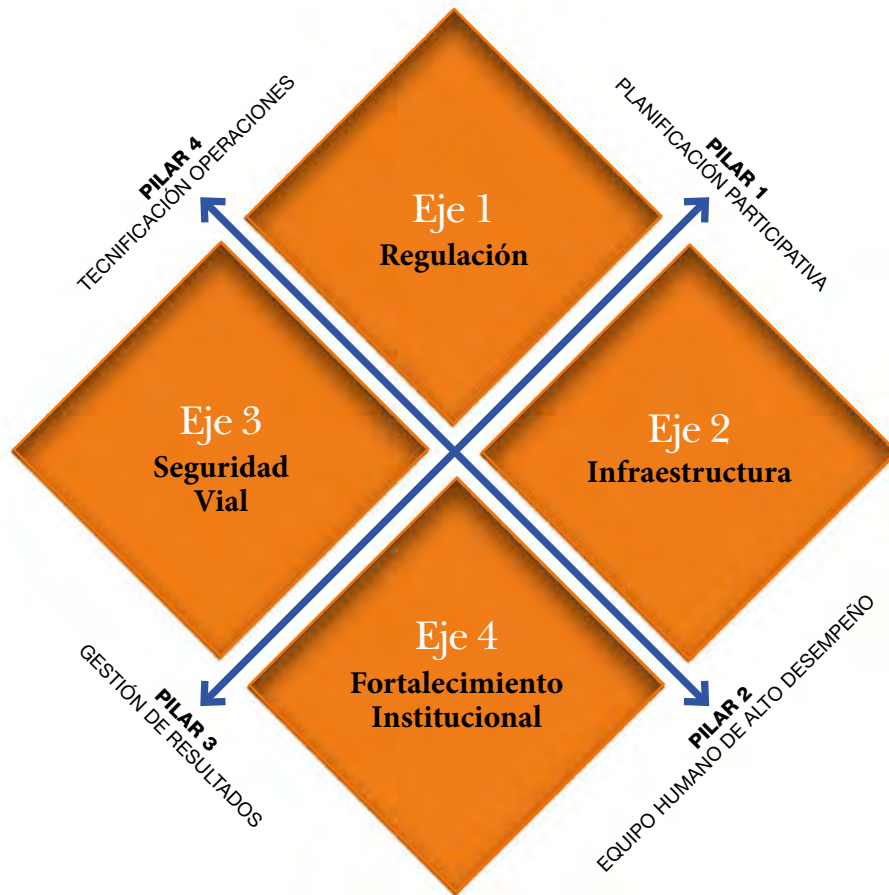 PILAR 4
TECNIFICACIÓN OPERACIONES
PILAR 1
PLANIFICACIÓN PARTICIPATIVA
Eje 1
Regulación
Eje 3
Seguridad
Vial
Eje 2
Infraestructura
Eje 4
Fortalecimiento
Institucional
PILAR 3
GESTIÓN DE RESULTADOS
PILAR 2
EQUIPO HUMANO DE ALTO DESEMPEÑO